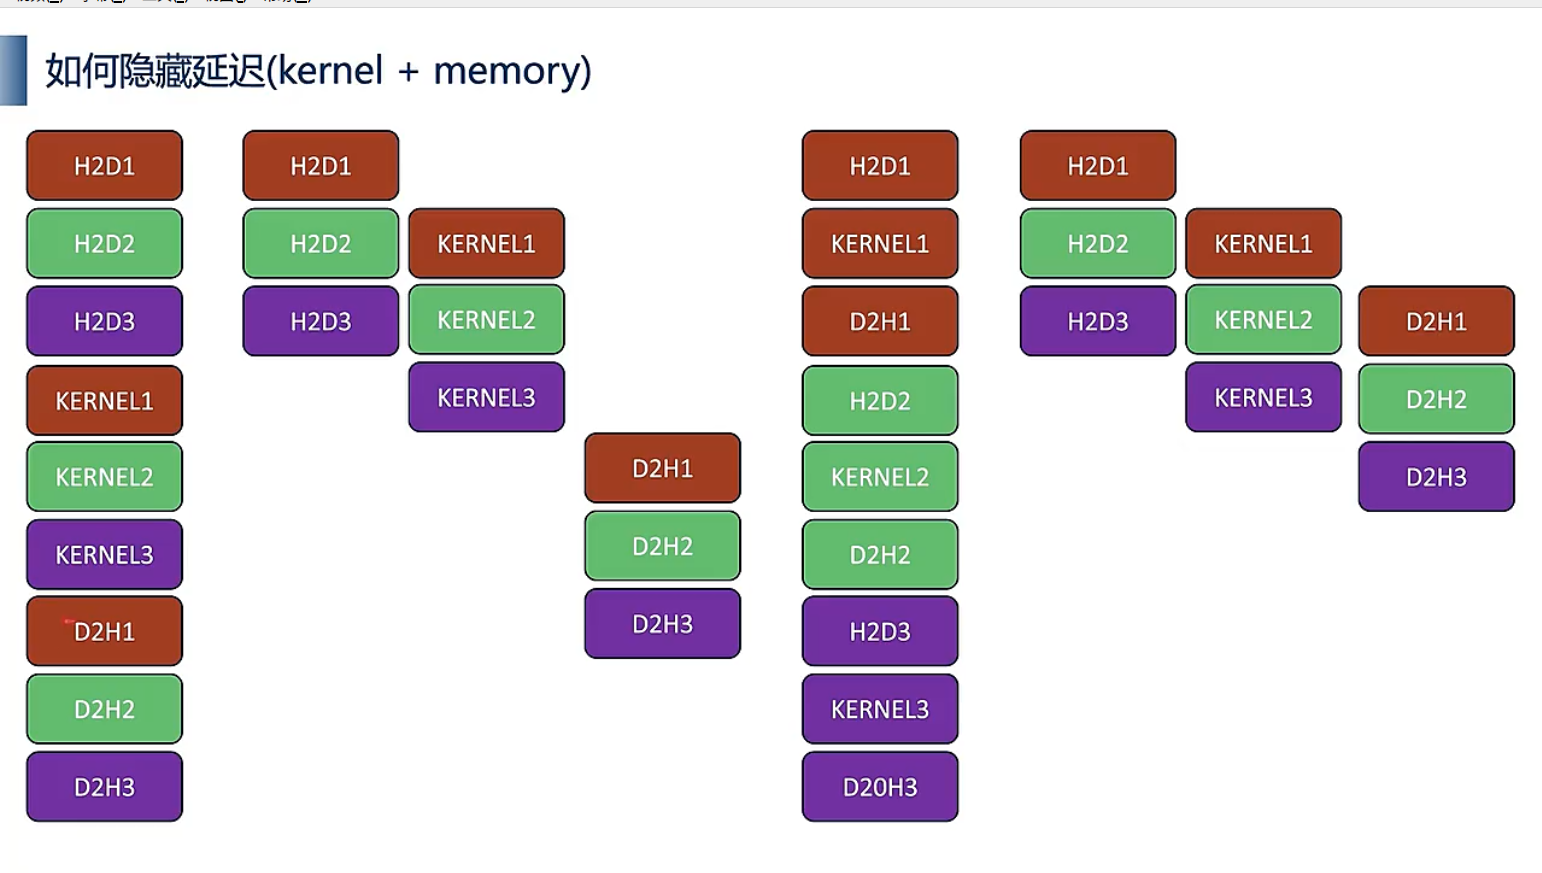 如何隐藏延迟(kernel + memory)
H2D1
H2D2
H2D3
KERNEL1
KERNEL2
KERNEL3
D2H1
D2H2
D2H3
H2D1
H2D2
KERNEL1
H2D3
KERNEL2
KERNEL3
D2H1
D2H2
D2H3
H2D1
KERNEL1
D2H1
H2D2
KERNEL2
D2H2
H2D3
KERNEL3
D20H3
H2D1
H2D2
KERNEL1
H2D3
KERNEL2
D2H1
KERNEL3
D2H2
D2H3